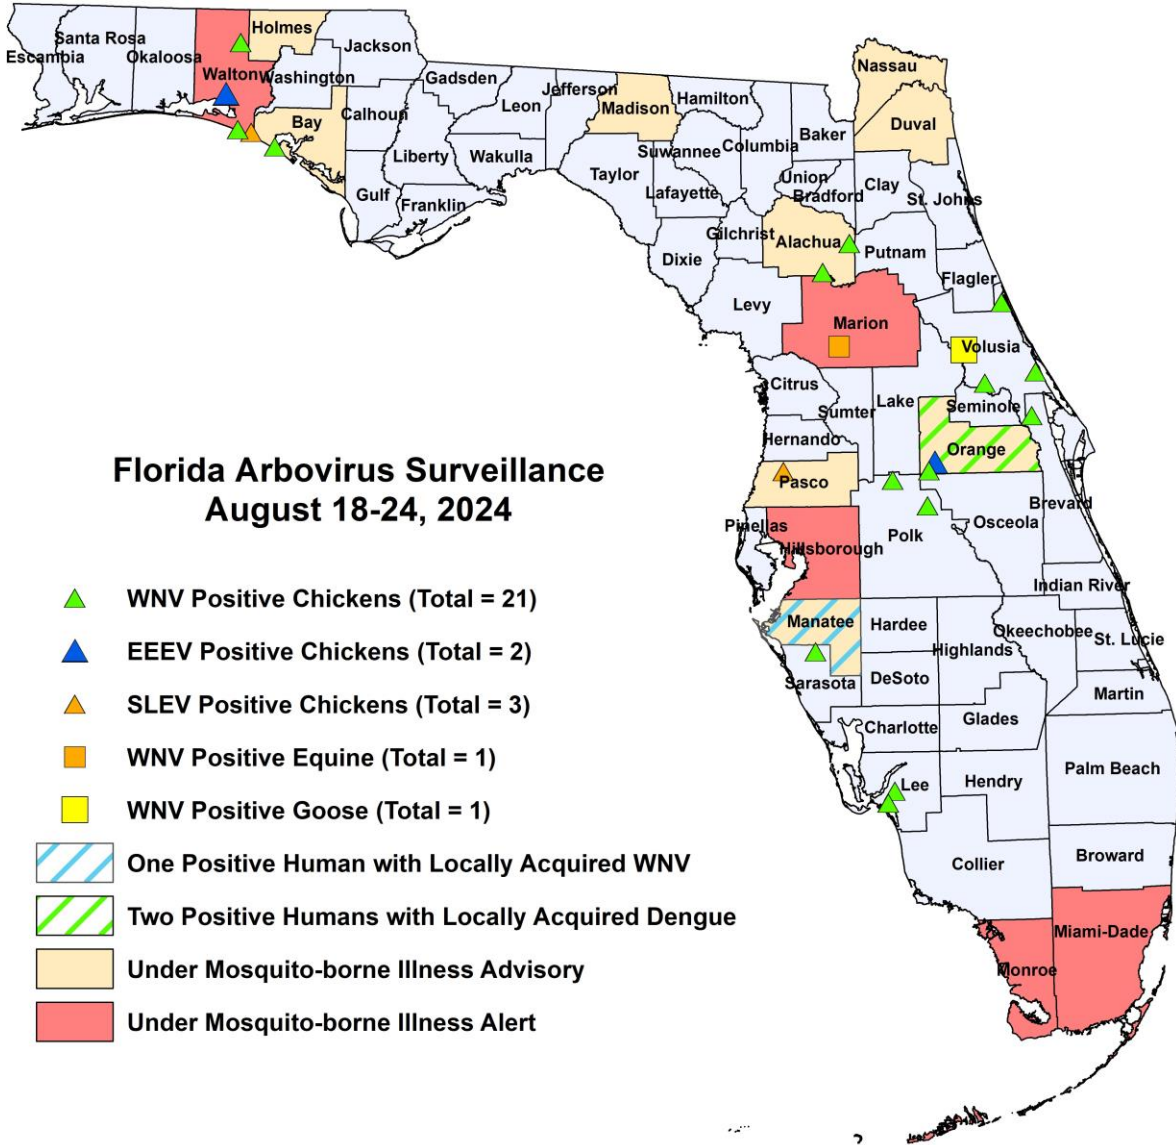 Escambia
Santa Rosa
Okaloosa
Walton
Holmes
Washington
Jackson
Bay
Calhoun
Gulf
Gadsden
Liberty
Franklin
Leon
Wakulla
Jefferson
Madison
Taylor
Hamilton
Suwannee
Lafayette
Columbia
Dixie
Gilchrist
Baker
Union
Bradford
Nassau
Duval
Clay
St. Johns
Alachua
Putnam
Flagler
Levy
Marion
Volusia
Citrus
Sumter
Lake
Seminole
Hernando
Orange
Pasco
Brevard
Osceola
Pinellas
Hillsborough
Polk
Indian River
Manatee
Hardee
Highlands
Okeechobee
St. Lucie
Sarasota
DeSoto
Martin
Charlotte
Glades
Lee
Hendry
Palm Beach
Collier
Broward
Monroe
Miami-Dade
Florida Arbovirus Surveillance
August 18-24, 2024
WNV Positive Chickens (Total = 21)
EEEV Positive Chickens (Total = 2)
SLEV Positive Chickens (Total = 3)
WNV Positive Equine (Total = 1)
WNV Positive Goose (Total = 1)
One Positive Human with Locally Acquired WNV
Two Positive Humans with Locally Acquired Dengue
Under Mosquito-borne Illness Advisory
Under Mosquito-borne Illness Alert